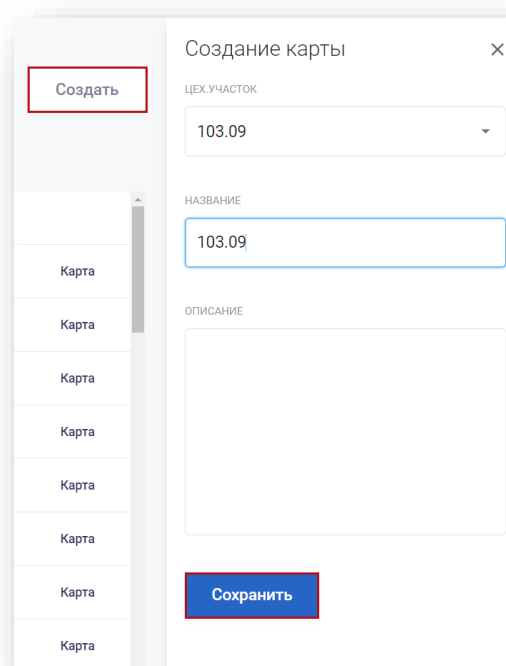 Создать
Карта
Карта
Карта
Карта
Карта
Карта
Карта
Карта
Создание карты
ЦЕХ.УЧАСТОК
103.09
НАЗВАНИЕ
103.09
ОПИСАНИЕ
Сохранить